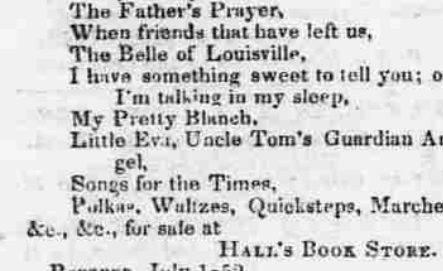 The Father's Prayer,
When friends that have left us,
The Belle of Louisville,
I have something sweet to tell you; o
I'm talking in my sleep,
My Pretty Blanch,
Little Eva, Uncle Tom's Guardian An
gel,
Songs for the Times,
Polkas, Waltzes, Quicksteps, Marche
&c., &c., for sale at
HALL'S BOOK STORE.
July